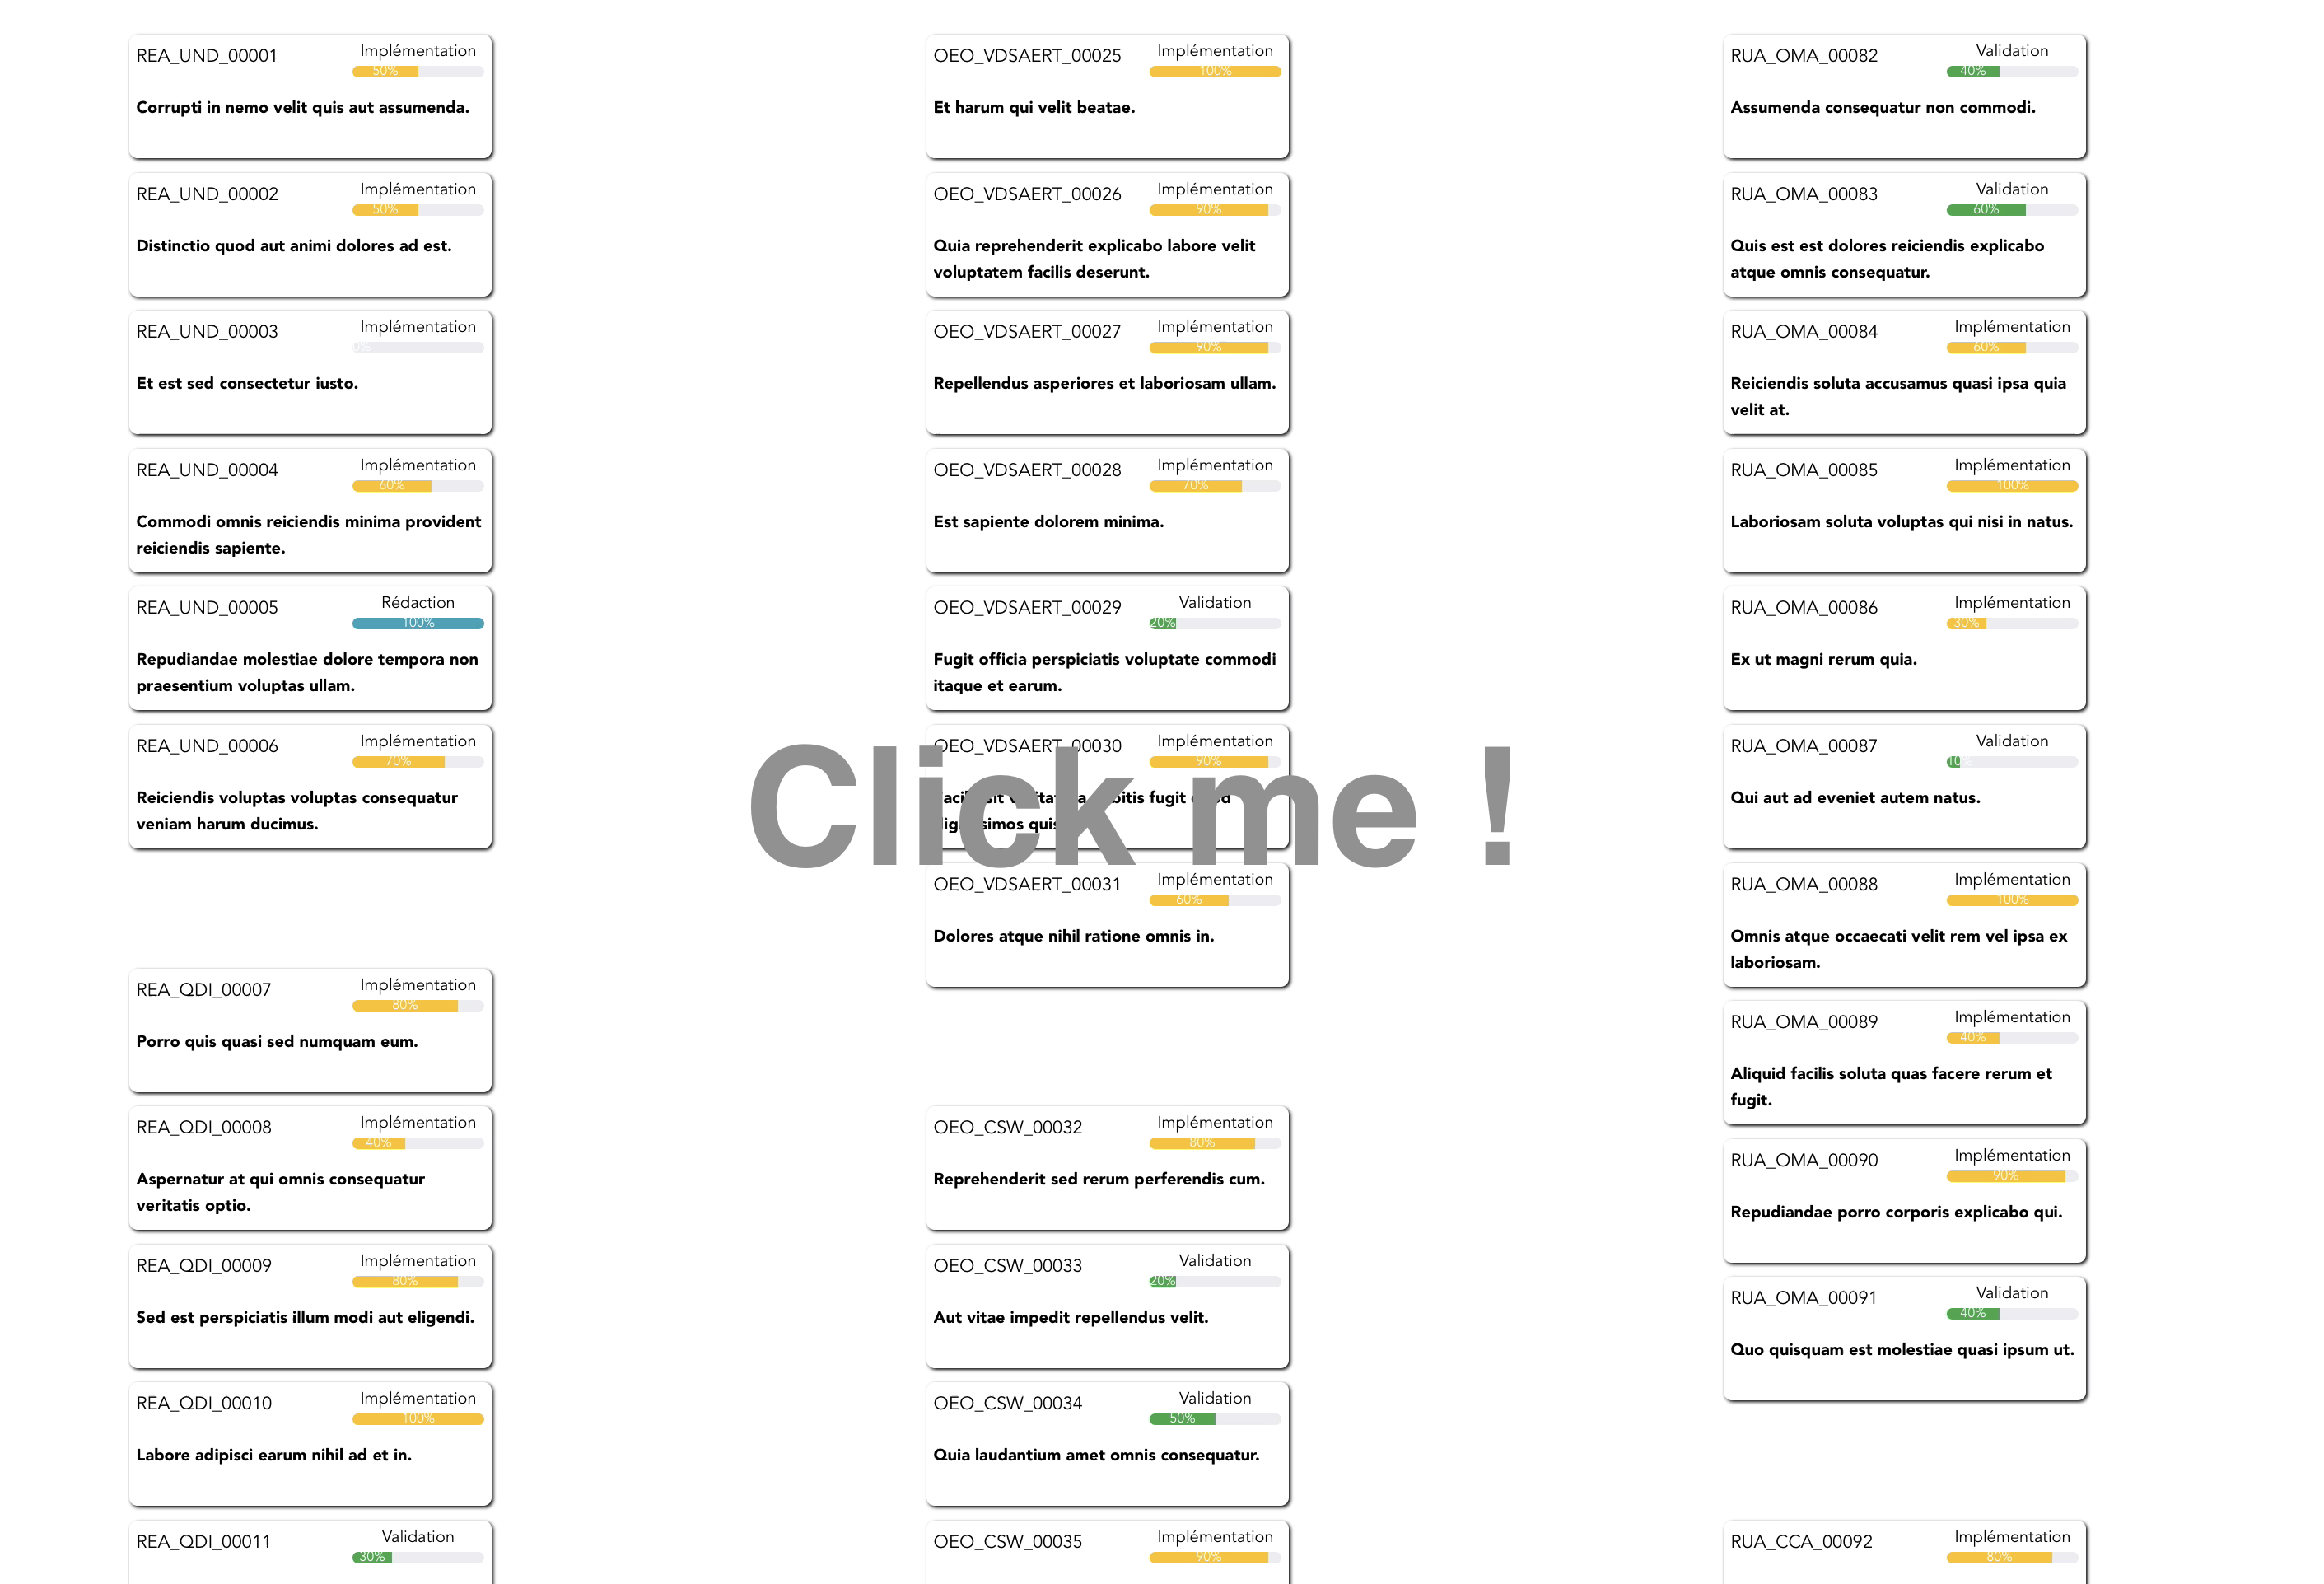 REA_UND_00001
Implémentation
50%
Corrupti in nemo velit quis aut assumenda.
REA_UND_00002
Implémentation
50%
Distinctio quod aut animi dolores ad est.
REA_UND_00003
Implémentation
Et est sed consectetur iusto.
REA_UND_00004
Implémentation
60%
Commodi omnis reiciendis minima provident
reiciendis sapiente.
REA_UND_00005
Rédaction
100%
Repudiandae molestiae dolore tempora non
praesentium voluptas ullam.
REA_UND_00006
Implémentation
70%
Reiciendis voluptas voluptas consequatur
veniam harum ducimus.
REA_QDI_00007
Implémentation
80%
Porro quis quasi sed numquam eum.
REA_QDI_00008
Implémentation
40%
Aspernatur at qui omnis consequatur
veritatis optio.
REA_QDI_00009
Implémentation
80%
Sed est perspiciatis illum modi aut eligendi.
REA_QDI_00010
Implémentation
100%
Labore adipisci earum nihil ad et in.
REA_QDI_00011
Validation
30%
OEO_VDSAERT_00025
Implémentation
100%
Et harum qui velit beatae.
OEO_VDSAERT_00026
Implémentation
90%
Quia reprehenderit explicabo labore velit
voluptatem facilis deserunt.
OEO_VDSAERT_00027
Implémentation
90%
Repellendus asperiores et laboriosam ullam.
OEO_VDSAERT_00028
Implémentation
70%
Est sapiente dolorem minima.
OEO_VDSAERT_00029
Validation
20%
Fugit officia perspiciatis voluptate commodi
itaque et earum.
OEO_VDSAERT_00030
Implémentation
90%
fugit
Click me !
OEO_VDSAERT_00031
Implémentation
60%
Dolores atque nihil ratione omnis in.
OEO_CSW_00032
Implémentation
80%
Reprehenderit sed rerum perferendis cum.
OEO_CSW_00033
Validation
20%
Aut vitae impedit repellendus velit.
OEO_CSW_00034
Validation
50%
Quia laudantium amet omnis consequatur.
OEO_CSW_00035
Implémentation
90%
RUA_OMA_00082
Validation
40%
Assumenda consequatur non commodi.
RUA_OMA_00083
Validation
60%
Quis est est dolores reiciendis explicabo
atque omnis consequatur.
RUA_OMA_00084
Implémentation
60%
Reiciendis soluta accusamus quasi ipsa quia
velit at.
RUA_OMA_00085
Implémentation
100%
Laboriosam soluta voluptas qui nisi in natus.
RUA_OMA_00086
Implémentation
30%
Ex ut magni rerum quia.
RUA_OMA_00087
Validation
10%
Qui aut ad eveniet autem natus.
RUA_OMA_00088
Implémentation
100%
Omnis atque occaecati velit rem vel ipsa ex
laboriosam.
RUA_OMA_00089
Implémentation
40%
Aliquid facilis soluta quas facere rerum et
fugit.
RUA_OMA_00090
Implémentation
90%
Repudiandae porro corporis explicabo qui.
RUA_OMA_00091
Validation
40%
Quo quisquam est molestiae quasi ipsum ut.
RUA_CCA_00092
Implémentation
80%